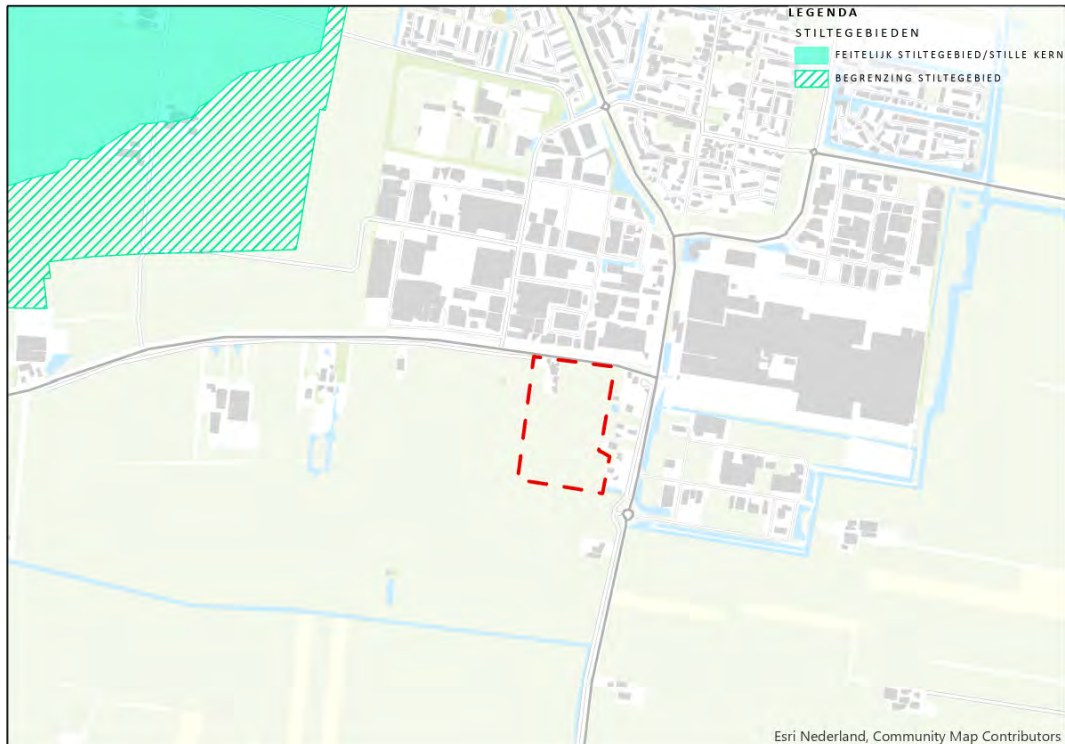 LEGENDA
STILTEGEBIEDEN
FEITELIJK STILTEGEBIED/STILLE KERN
BEGRENZING STILTEGEBIED
Esri Nederland, Community Map Contributors